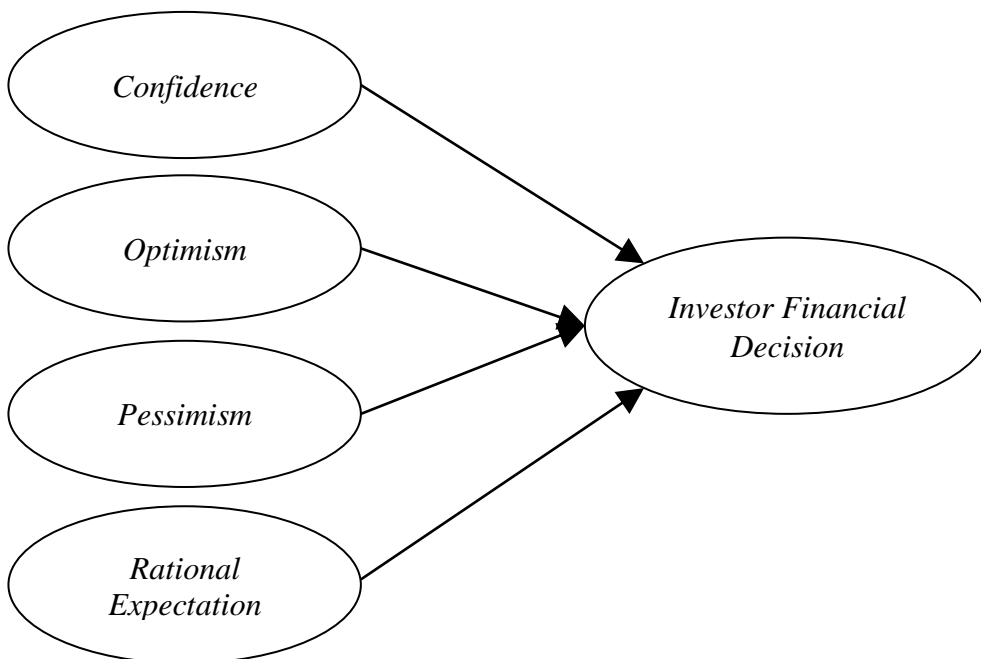 Confidence
Optimism
Investor Financial
Decision
Pessimism
Rational
Expectation